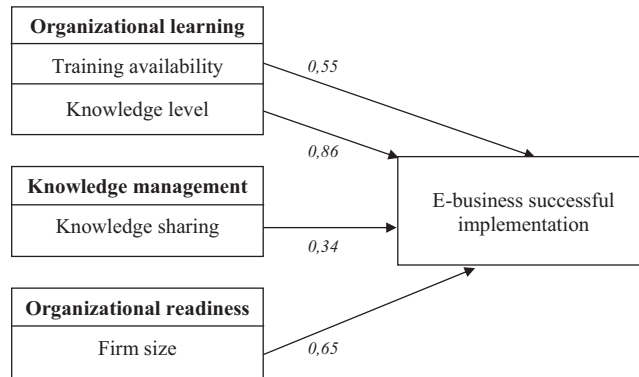 Organizational learning
Training availability
Knowledge level
0,55
0,86
Knowledge management
Knowledge sharing
0,34
E-business successful
implementation
Organizational readiness
Firm size
0,65